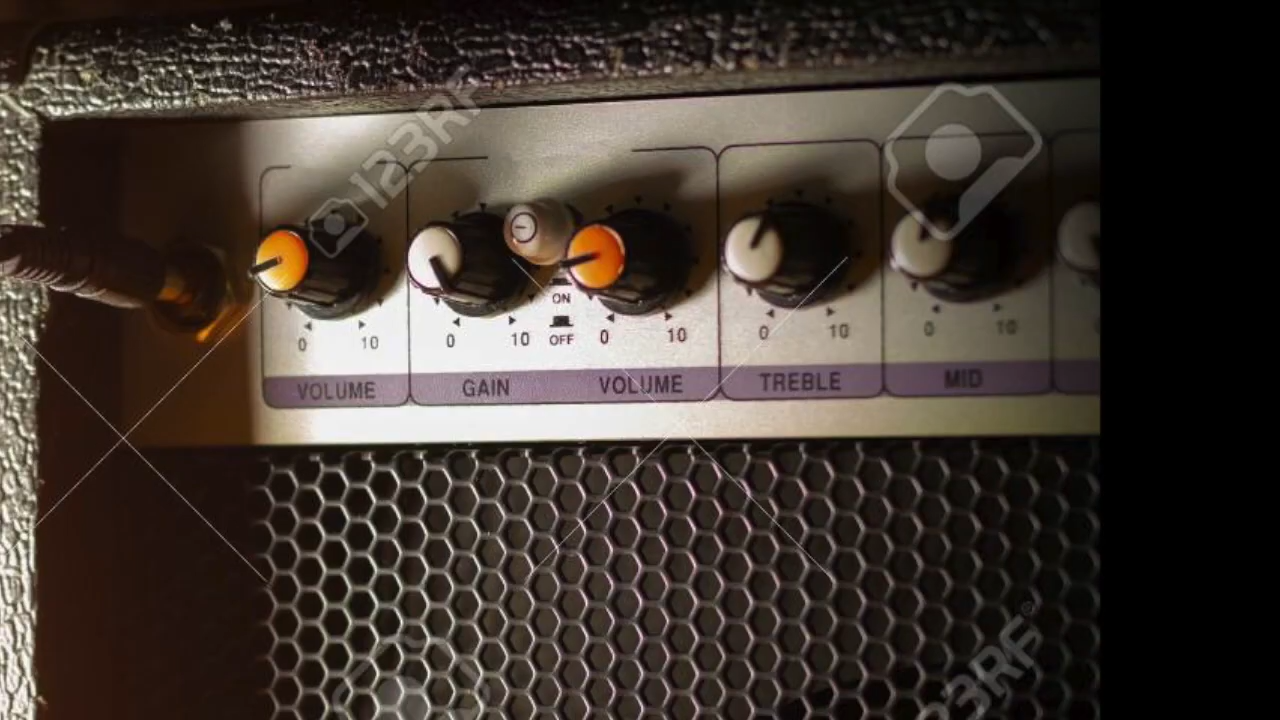 123RF
ON
OFF
0 10 0 10 0 10 0 10 0 10
VOLUME GAIN VOLUME TREBLE MID
123RF